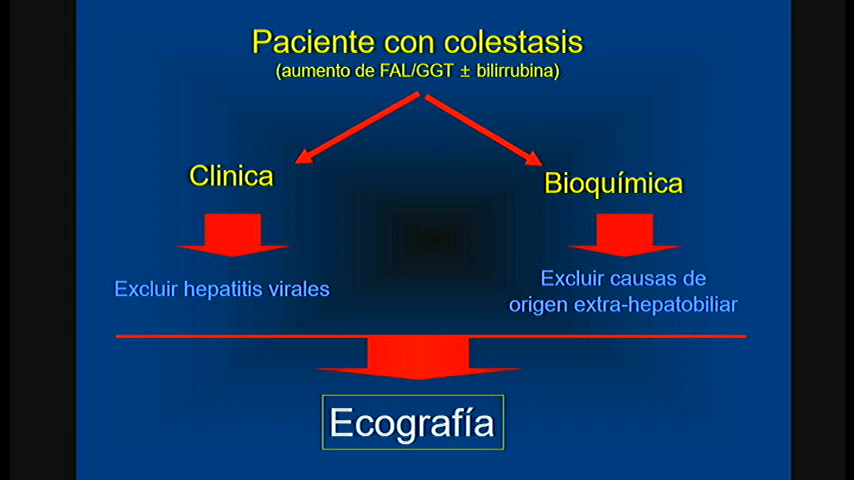 Paciente con colestasis
(aumento de FAL/GGT ± bilirrubina)
Clinica
Bioquímica
Excluir hepatitis virales
Excluir causas de
origen extra-hepatobiliar
Ecografía